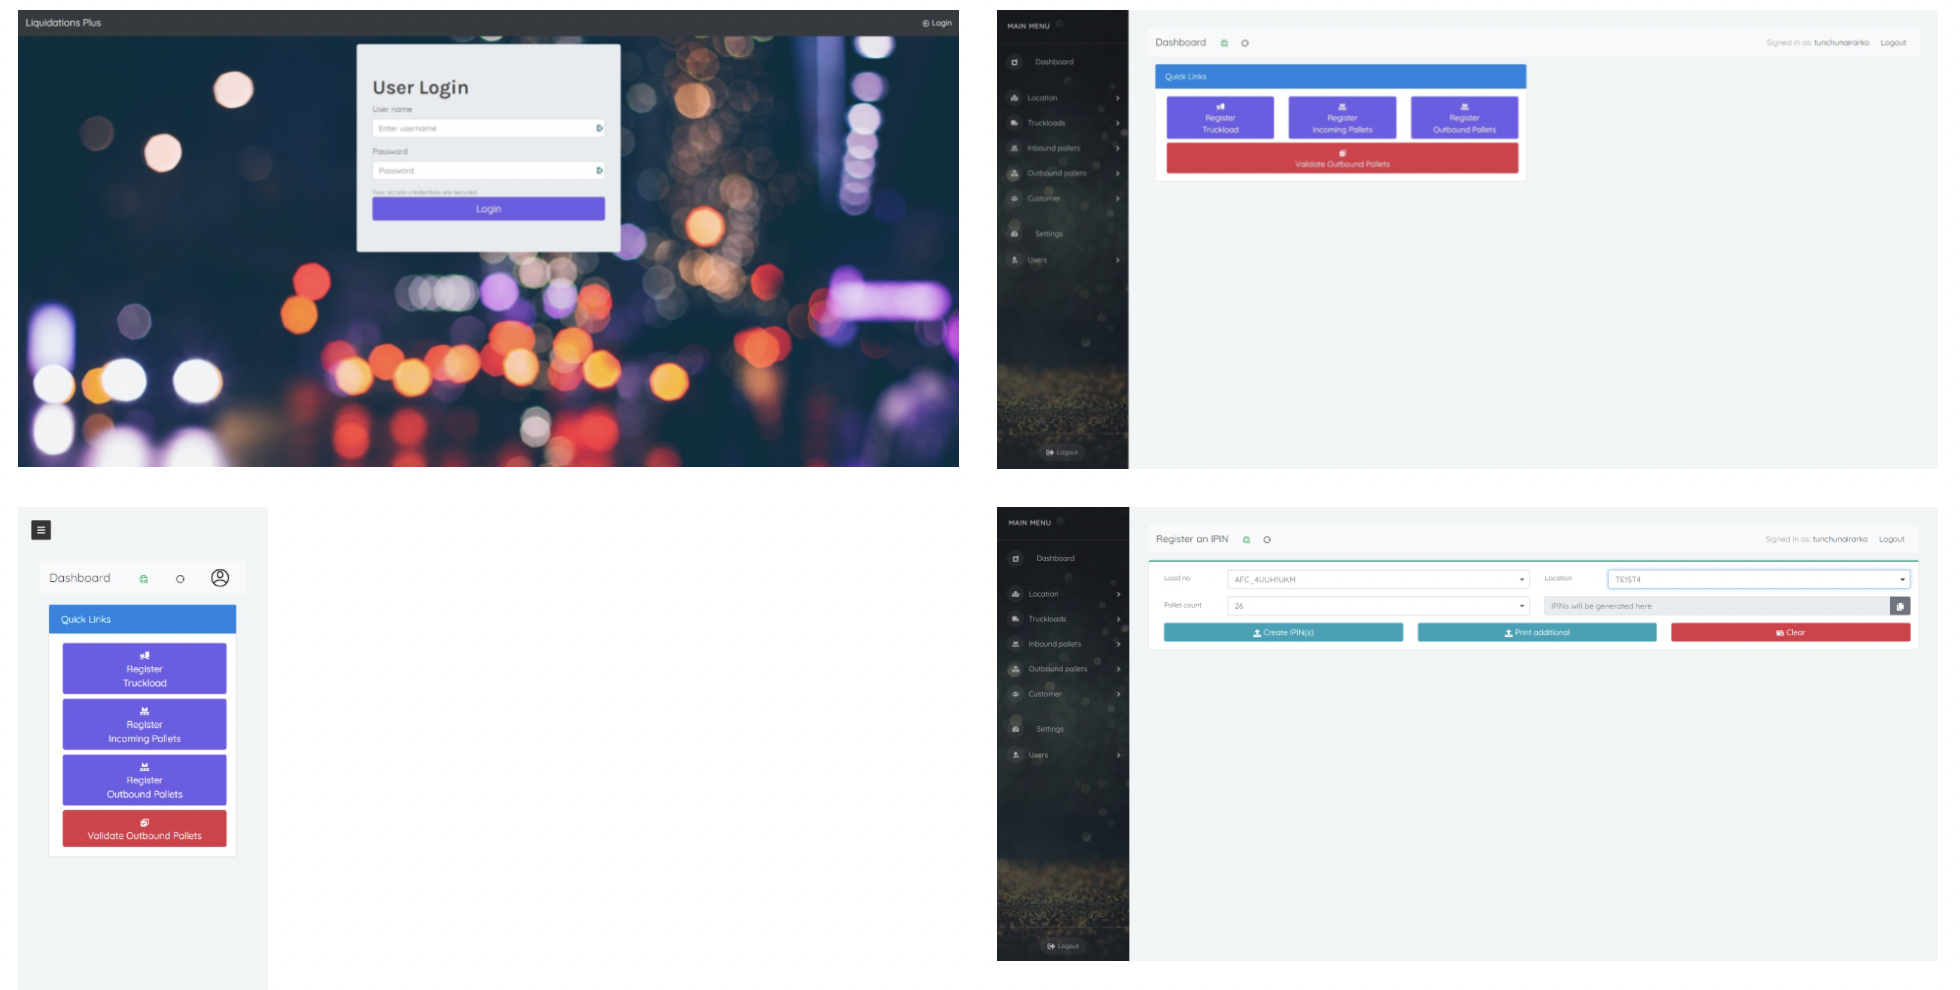 Liquidations Plus
Login
User Login
User name
Enter username
Password
Password
Your access credentials are secured.
Login
MAIN MENU
Dashboard
Location
Truckloads
Inbound pallets
Outbound pallets
Customer
Settings
Users
Logout
Dashboard
Signed in as: tunchunairarko Logout
Quick Links
Register
Truckload
Register
Incoming Pallets
Register
Outbound Pallets
Validate Outbound Pallets
Dashboard
Quick Links
Register
Truckload
Register
Incoming Pallets
Register
Outbound Pallets
Validate Outbound Pallets
MAIN MENU
Dashboard
Location
Truckloads
Inbound pallets
Outbound pallets
Customer
Settings
Users
Logout
Register an IPIN
Signed in as: tunchunairarko Logout
Load no AFC_4UUH1UKM Location TE1ST4
Pallet count 26 IPINs will be generated here
Create IPIN(s) Print additional Clear